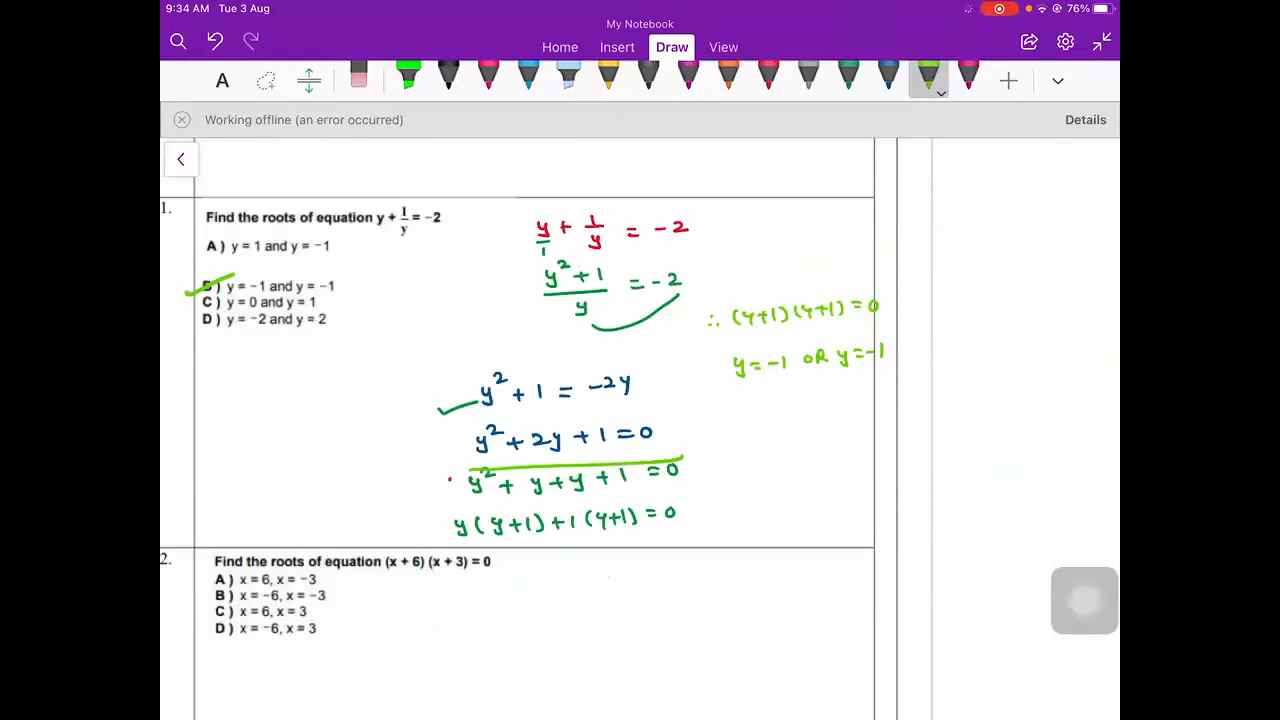 9:34 AM Tue 3 Aug
76%
My Notebook
Home Insert Draw View
A
Working offline (an error occurred)
Details
1.
Find the roots of equation y + 1/y = -2
A) y = 1 and y = -1
B) y = -1 and y = -1
C) y = 0 and y = 1
D) y = -2 and y = 2
y/1 + 1/y = -2
y² + 1 / y = -2
y² + 1 = -2y
y² + 2y + 1 = 0
y² + y + y + 1 = 0
y(y+1) + 1(y+1) = 0
∴ (y+1)(y+1) = 0
y = -1 OR y = -1
2.
Find the roots of equation (x + 6) (x + 3) = 0
A) x = 6, x = -3
B) x = -6, x = -3
C) x = 6, x = 3
D) x = -6, x = 3